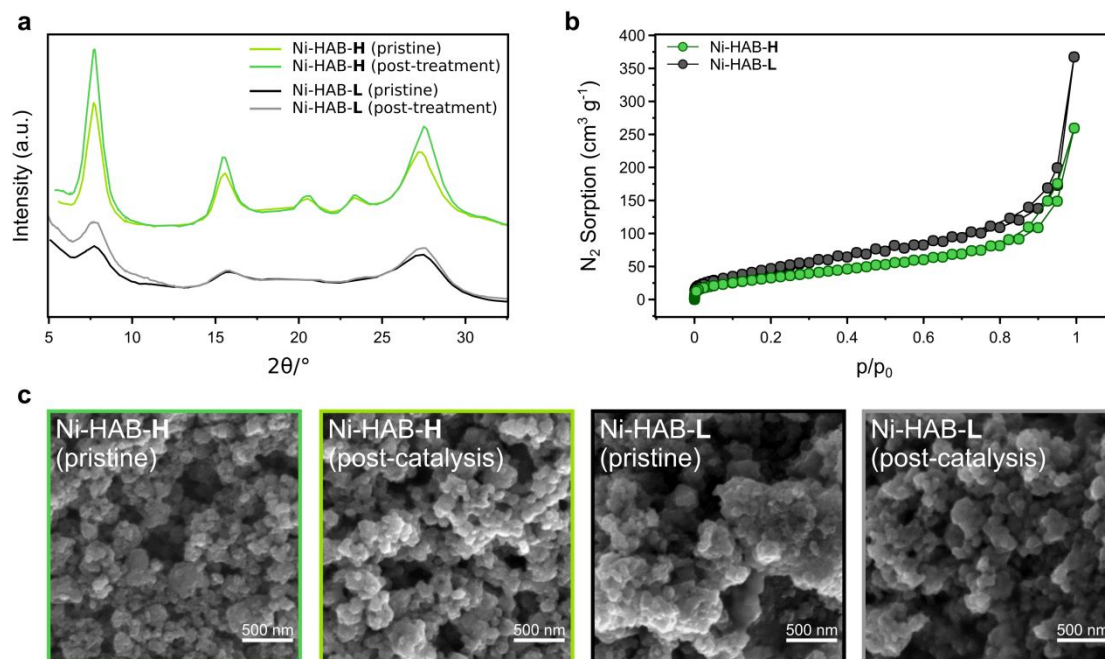 a
Ni-HAB-H (pristine)
Ni-HAB-H (post-treatment)
Ni-HAB-L (pristine)
Ni-HAB-L (post-treatment)
Intensity (a.u.)
5 10 15 20 25 30
2θ/°
b
Ni-HAB-H
Ni-HAB-L
N₂ Sorption (cm³ g⁻¹)
400
350
300
250
200
150
100
50
0
0 0.2 0.4 0.6 0.8 1
p/p₀
c
Ni-HAB-H
(pristine)
500 nm
Ni-HAB-H
(post-catalysis)
500 nm
Ni-HAB-L
(pristine)
500 nm
Ni-HAB-L
(post-catalysis)
500 nm